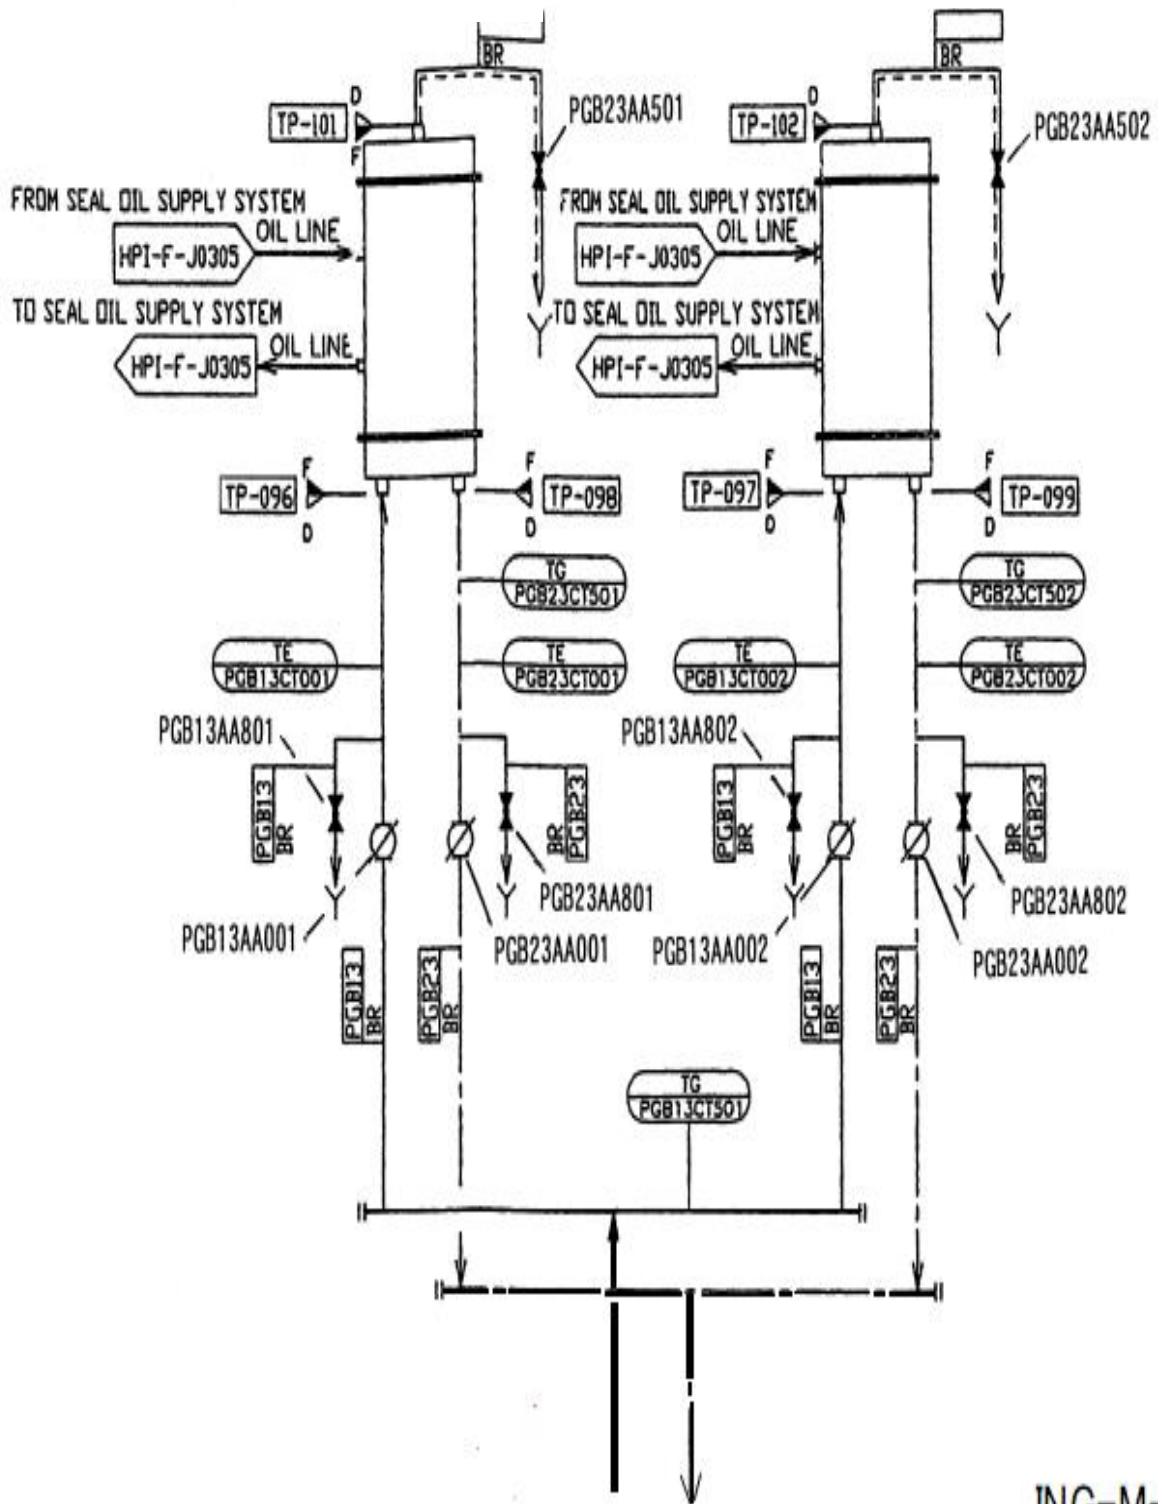 BR
BR
D
TP-101
F
PGB23AA501
D
TP-102
PGB23AA502
FROM SEAL OIL SUPPLY SYSTEM
OIL LINE
HPI-F-J0305
FROM SEAL OIL SUPPLY SYSTEM
OIL LINE
HPI-F-J0305
TO SEAL OIL SUPPLY SYSTEM
OIL LINE
HPI-F-J0305
TO SEAL OIL SUPPLY SYSTEM
OIL LINE
HPI-F-J0305
F
TP-096
D
F
TP-098
D
F
TP-097
D
F
TP-099
D
TG
PGB23CT501
TG
PGB23CT502
TE
PGB13CT001
TE
PGB23CT001
TE
PGB13CT002
TE
PGB23CT002
PGB13AA801
PGB13AA802
PGB13
BR
BR
PGB23
PGB13
BR
BR
PGB23
PGB23AA801
PGB23AA802
PGB13AA001
PGB23AA001
PGB13AA002
PGB23AA002
PGB13
BR
PGB23
BR
PGB13
BR
PGB23
BR
TG
PGB13CT501